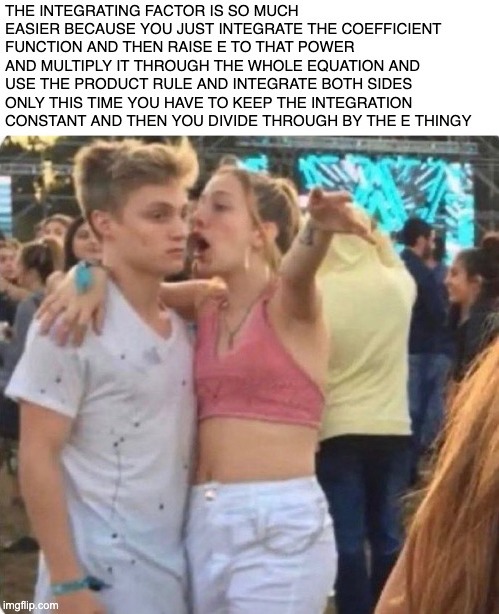 THE INTEGRATING FACTOR IS SO MUCH
EASIER BECAUSE YOU JUST INTEGRATE THE COEFFICIENT
FUNCTION AND THEN RAISE E TO THAT POWER
AND MULTIPLY IT THROUGH THE WHOLE EQUATION AND
USE THE PRODUCT RULE AND INTEGRATE BOTH SIDES
ONLY THIS TIME YOU HAVE TO KEEP THE INTEGRATION
CONSTANT AND THEN YOU DIVIDE THROUGH BY THE E THINGY
imgflip.com